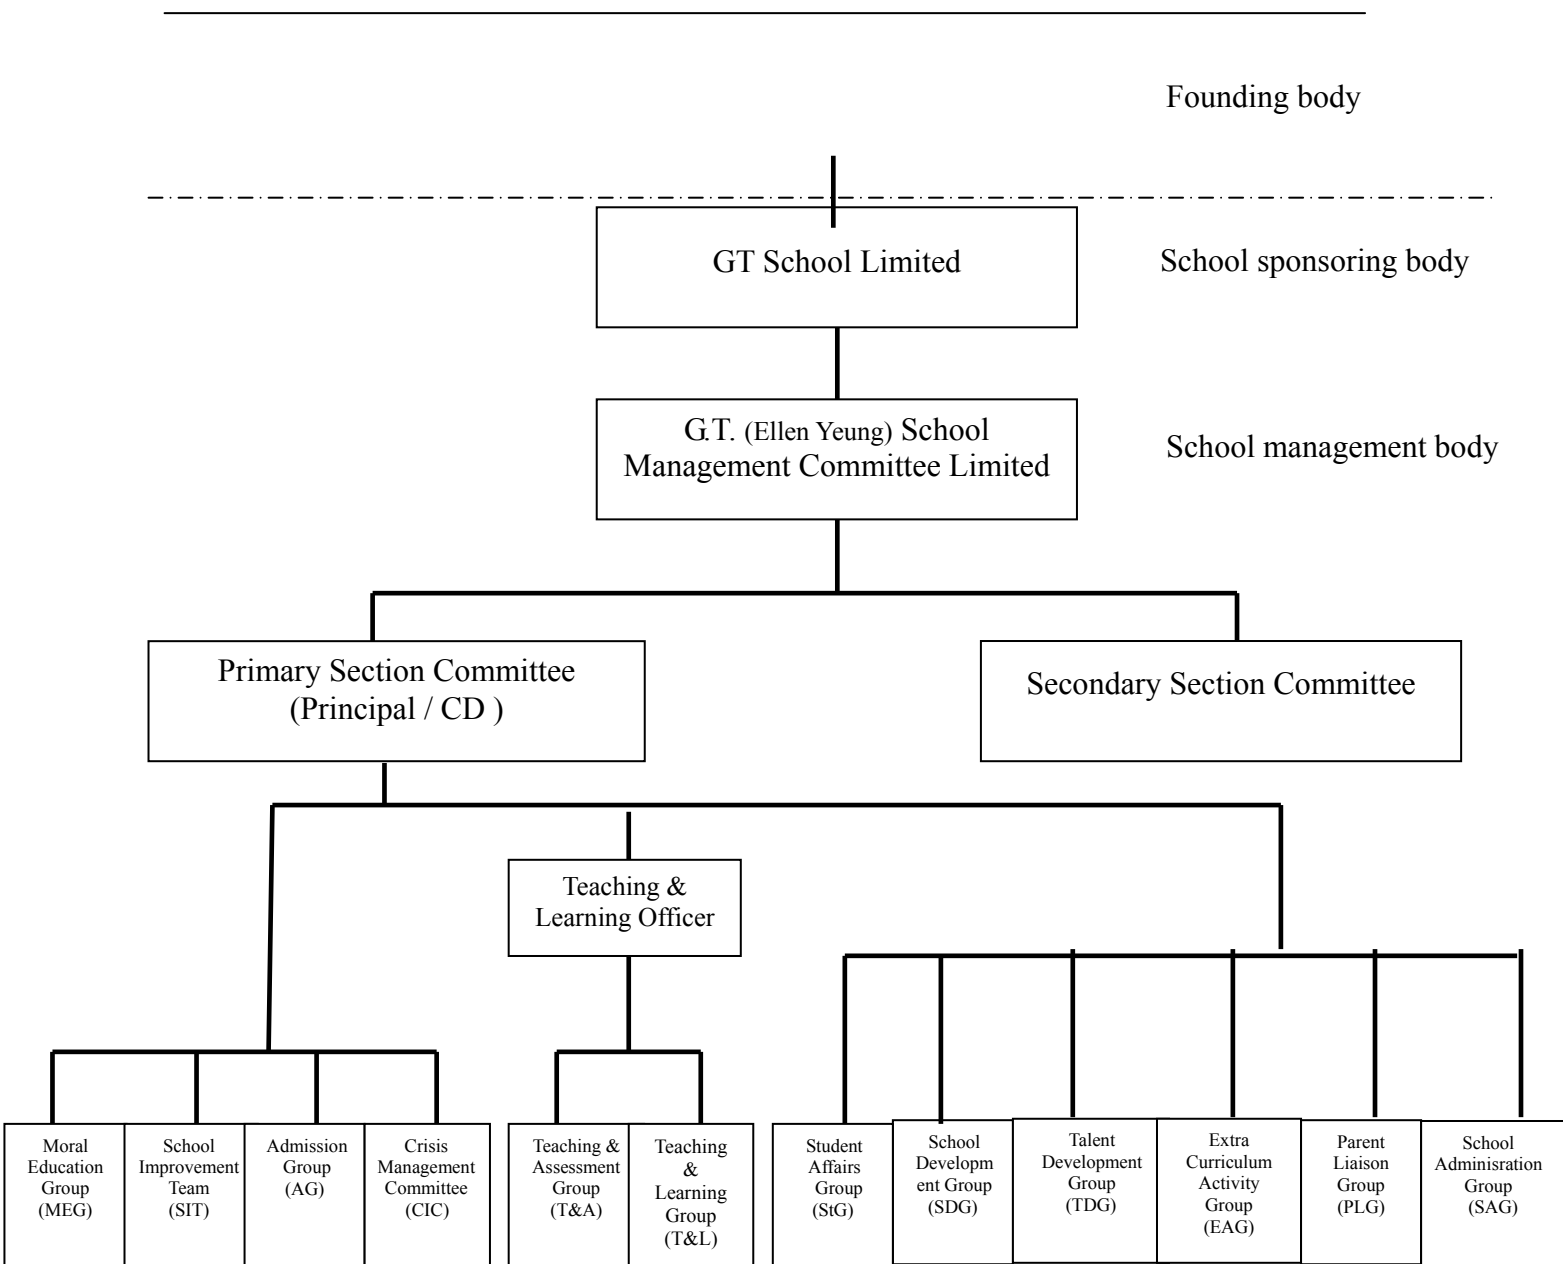 Founding body
GT School Limited
School sponsoring body
G.T. (Ellen Yeung) School
Management Committee Limited
School management body
Primary Section Committee
(Principal / CD )
Secondary Section Committee
Teaching &
Learning Officer
Moral
Education
Group
(MEG)
School
Improvement
Team
(SIT)
Admission
Group
(AG)
Crisis
Management
Committee
(CIC)
Teaching &
Assessment
Group
(T&A)
Teaching
&
Learning
Group
(T&L)
Student
Affairs
Group
(StG)
School
Developm
ent Group
(SDG)
Talent
Development
Group
(TDG)
Extra
Curriculum
Activity
Group
(EAG)
Parent
Liaison
Group
(PLG)
School
Adminisration
Group
(SAG)